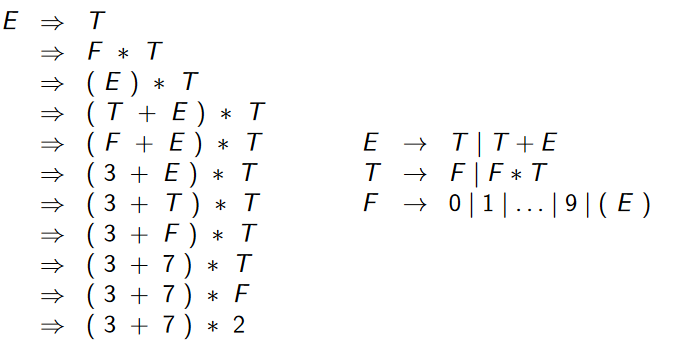 E ⇒ T
⇒ F * T
⇒ ( E ) * T
⇒ ( T + E ) * T
⇒ ( F + E ) * T
⇒ ( 3 + E ) * T
⇒ ( 3 + T ) * T
⇒ ( 3 + F ) * T
⇒ ( 3 + 7 ) * T
⇒ ( 3 + 7 ) * F
⇒ ( 3 + 7 ) * 2
E → T | T + E
T → F | F * T
F → 0 | 1 | ... | 9 | ( E )